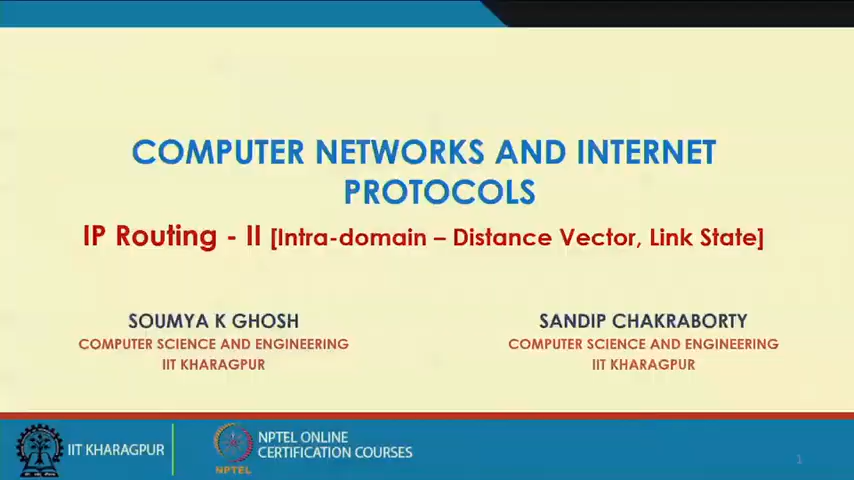 COMPUTER NETWORKS AND INTERNET
PROTOCOLS
IP Routing - II [Intra-domain – Distance Vector, Link State]
SOUMYA K GHOSH
COMPUTER SCIENCE AND ENGINEERING
IIT KHARAGPUR
SANDIP CHAKRABORTY
COMPUTER SCIENCE AND ENGINEERING
IIT KHARAGPUR
IIT KHARAGPUR
NPTEL
NPTEL ONLINE
CERTIFICATION COURSES
1